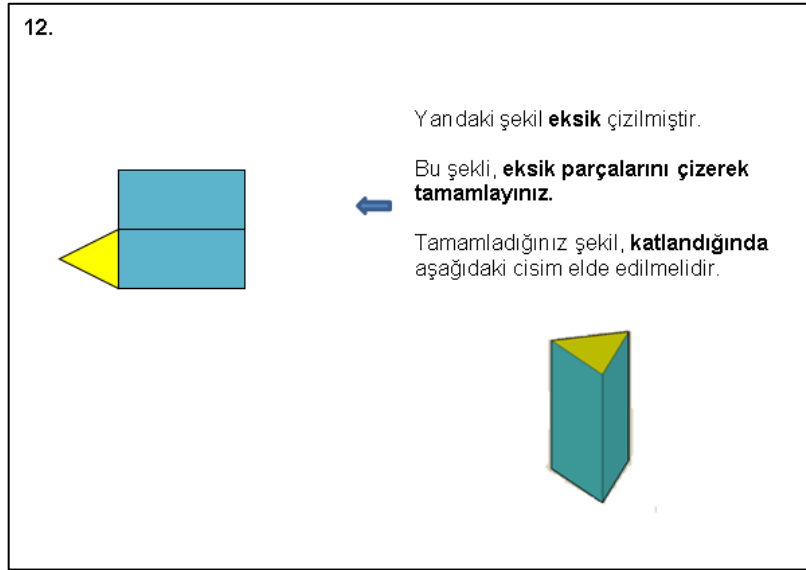 12.
Yandaki şekil eksik çizilmiştir.
Bu şekli, eksik parçalarını çizerek
tamamlayınız.
Tamamladığınız şekil, katlandığında
aşağıdaki cisim elde edilmelidir.